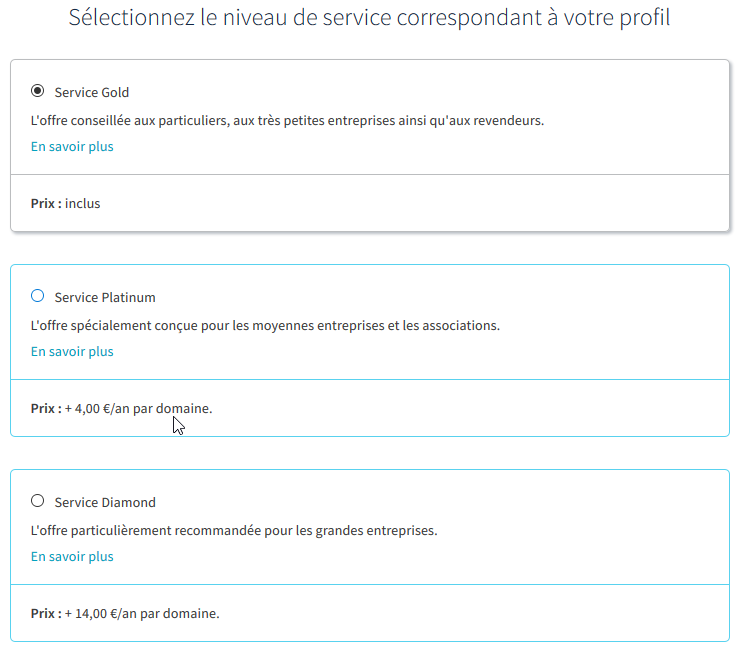 Sélectionnez le niveau de service correspondant à votre profil
Service Gold
L'offre conseillée aux particuliers, aux très petites entreprises ainsi qu'aux revendeurs.
En savoir plus
Prix : inclus
Service Platinum
L'offre spécialement conçue pour les moyennes entreprises et les associations.
En savoir plus
Prix : + 4,00 €/an par domaine.
Service Diamond
L'offre particulièrement recommandée pour les grandes entreprises.
En savoir plus
Prix : + 14,00 €/an par domaine.